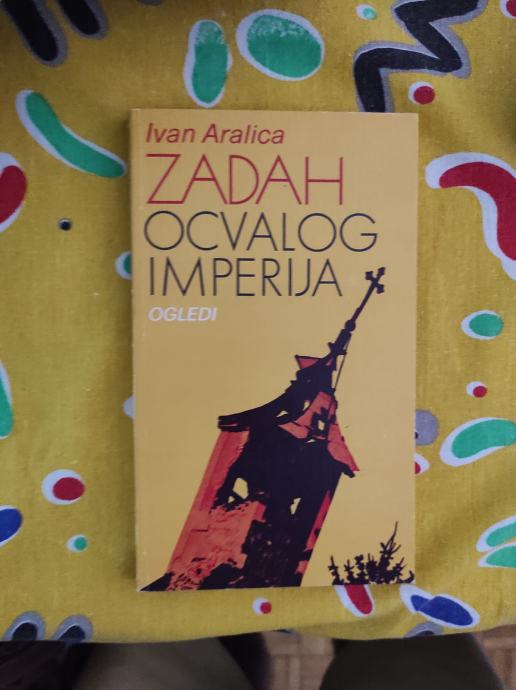 Ivan Aralica
ZADAH
OCVALOG
IMPERIJA
OGLEDI